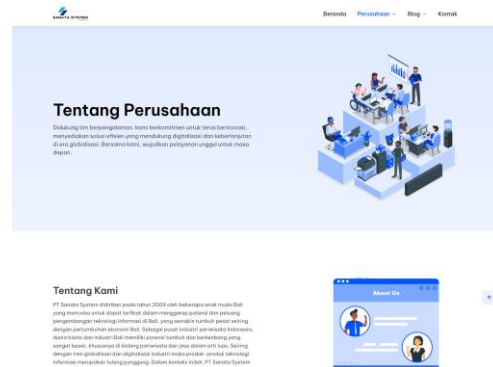 SANATA SYSTEM
Beranda Perusahaan Blog Kontak
Tentang Perusahaan
Didukung tim berpengalaman, kami berkomitmen untuk terus berinovasi,
menyediakan solusi efisien yang mendukung digitalisasi dan keberlanjutan
di era globalisasi. Bersama kami, wujudkan pelayanan unggul untuk masa
depan.
Tentang Kami
About Us
PT Sanata System didirikan pada tahun 2009 oleh beberapa anak muda Bali
yang mencoba untuk dapat terlibat dalam menggarap potensi dan peluang
pengembangan teknologi informasi di Bali, yang semakin tumbuh pesat seiring
dengan pertumbuhan ekonomi Bali. Sebagai pusat industri pariwisata Indonesia,
dunia bisnis dan industri Bali memiliki potensi tumbuh dan berkembang yang
sangat besar, khususnya di bidang pariwisata dan jasa dalam arti luas. Seiring
dengan tren globalisasi dan digitalisasi industri maka produk-produk teknologi
informasi merupakan tulang punggung. Dalam konteks inilah, PT Sanata System